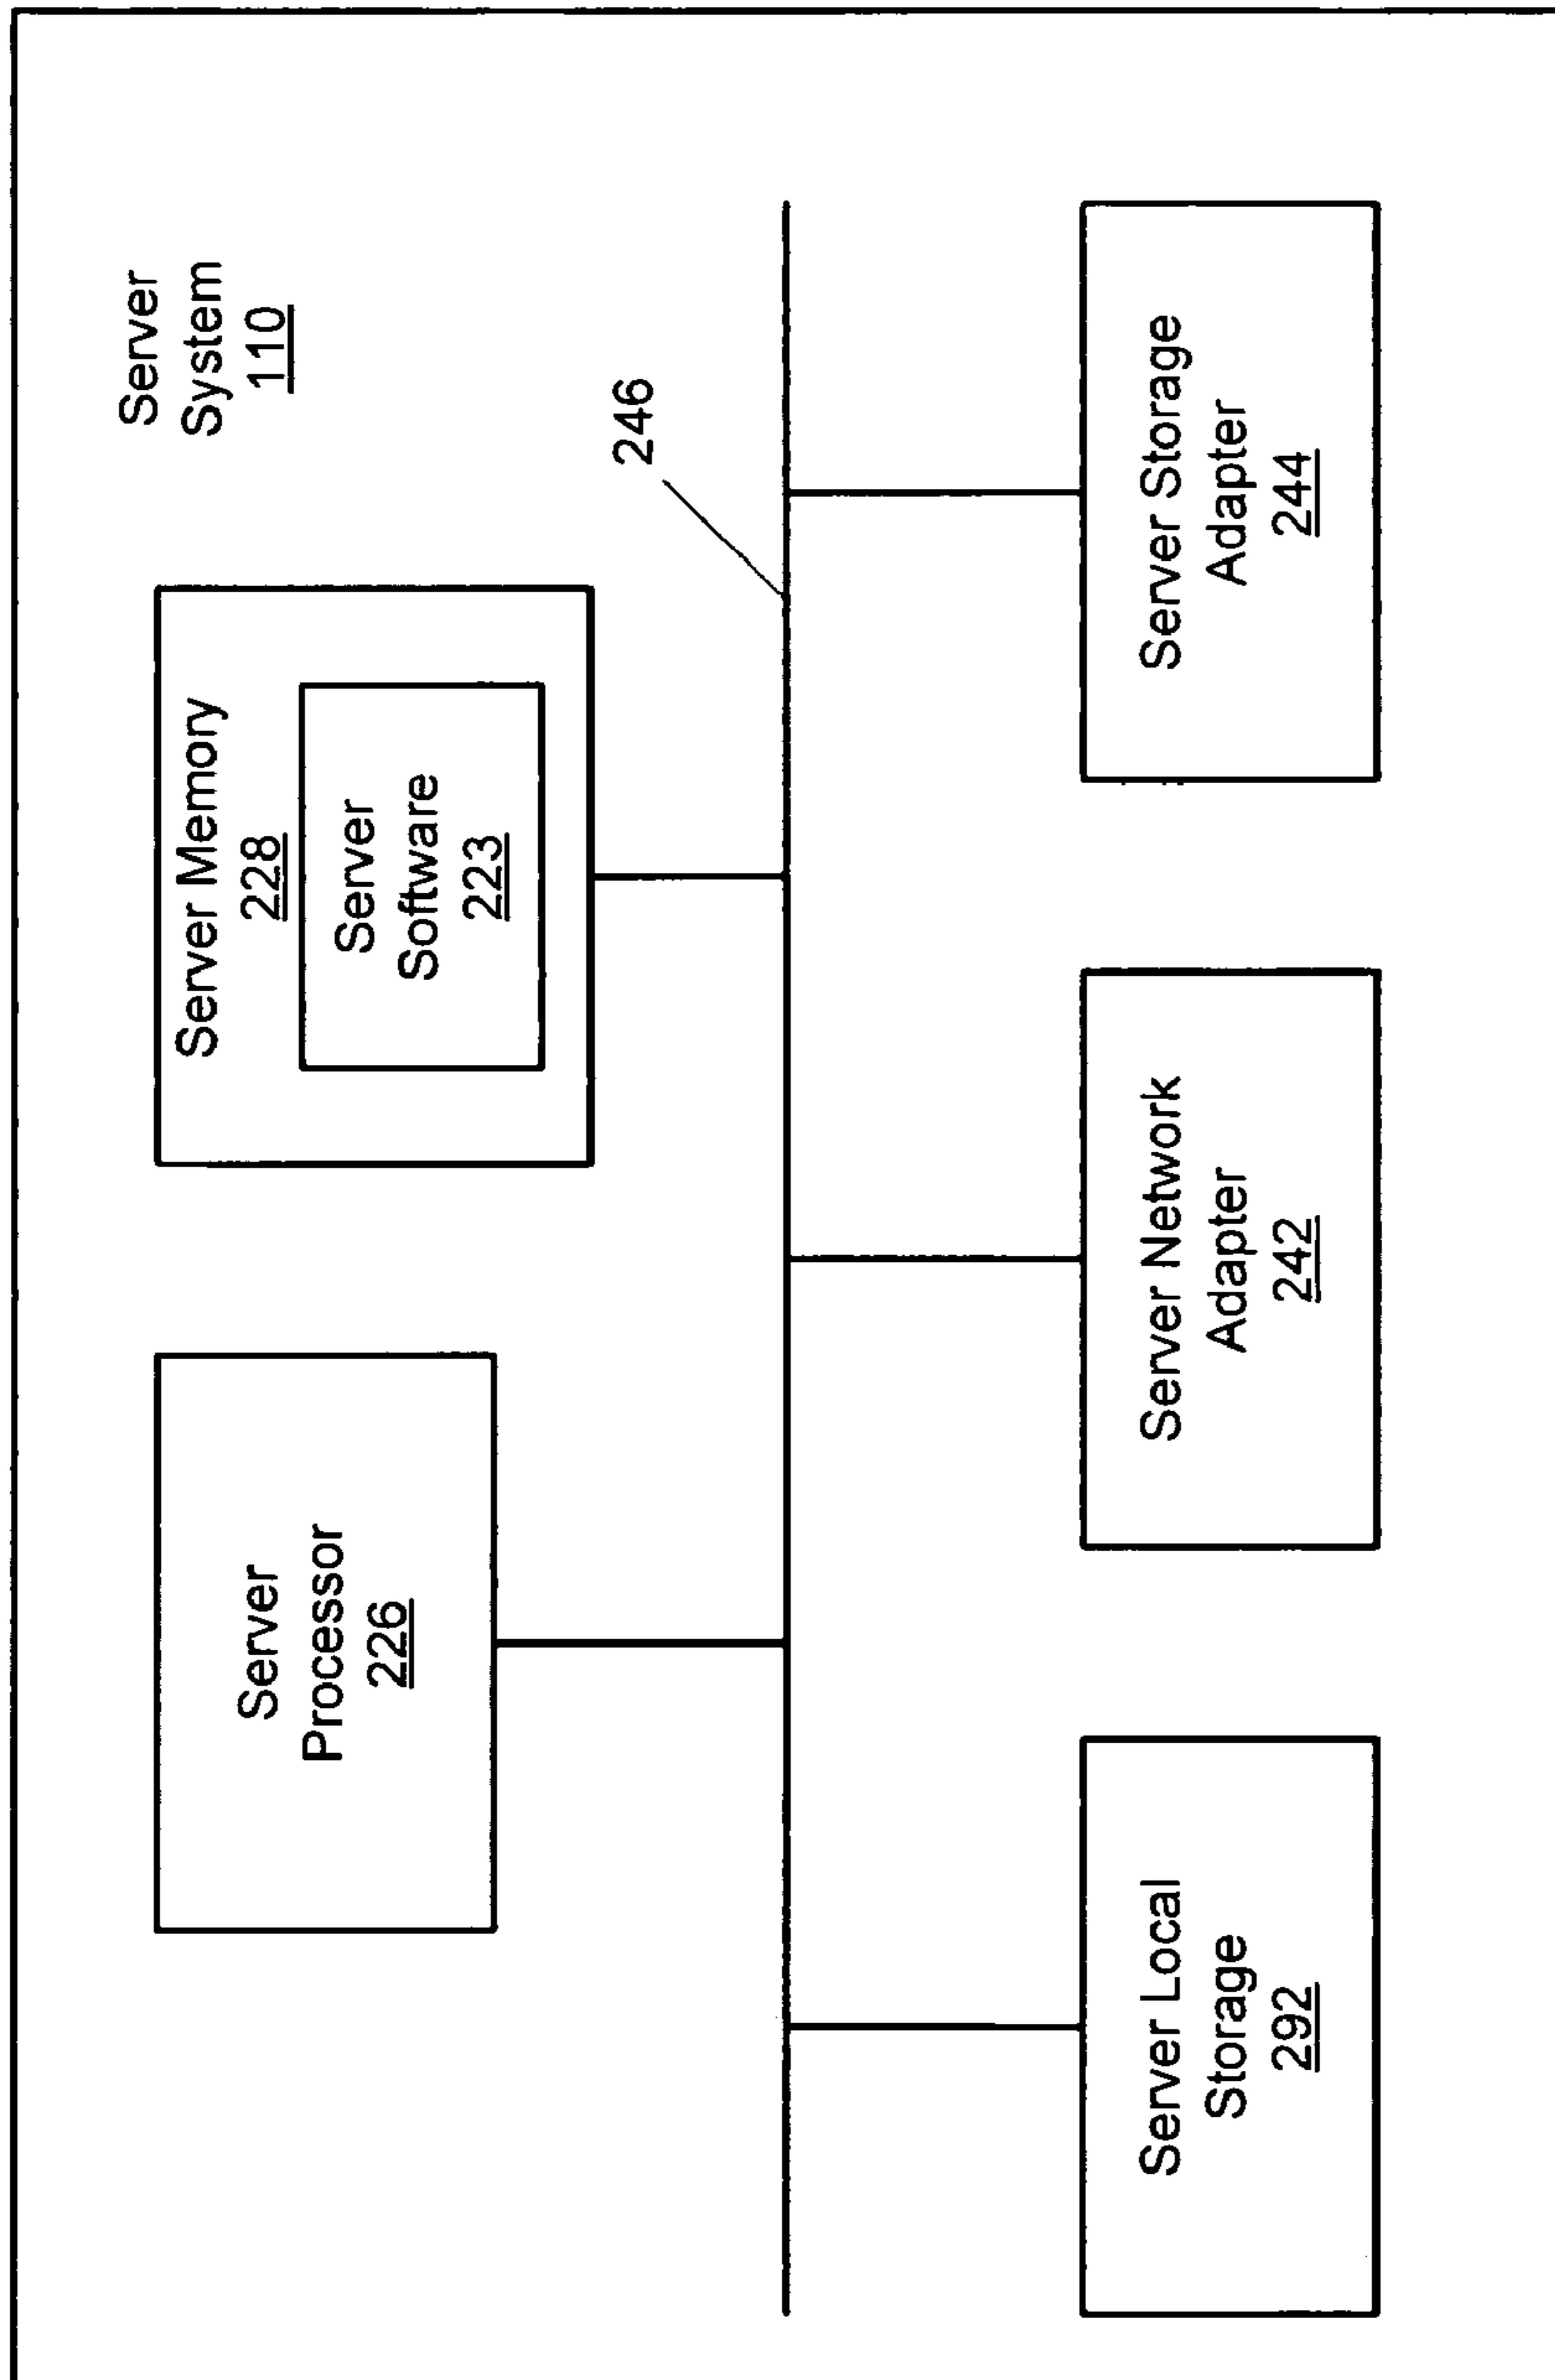 Server
System
110
Server
Processor
226
Server Memory
228
Server
Software
223
246
Server Local
Storage
292
Server Network
Adapter
242
Server Storage
Adapter
244